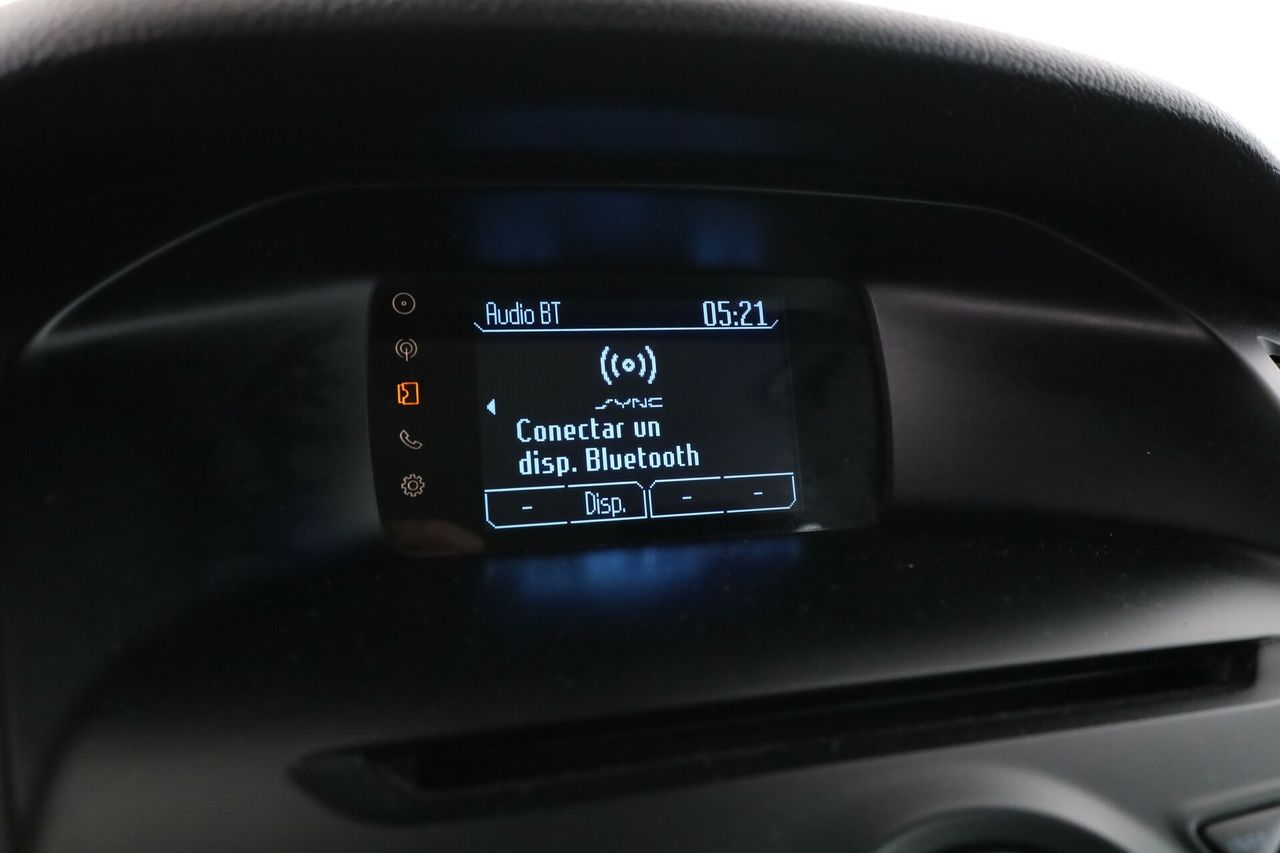 Audio BT 05:21
SYNC
Conectar un
disp. Bluetooth
- Disp. - -